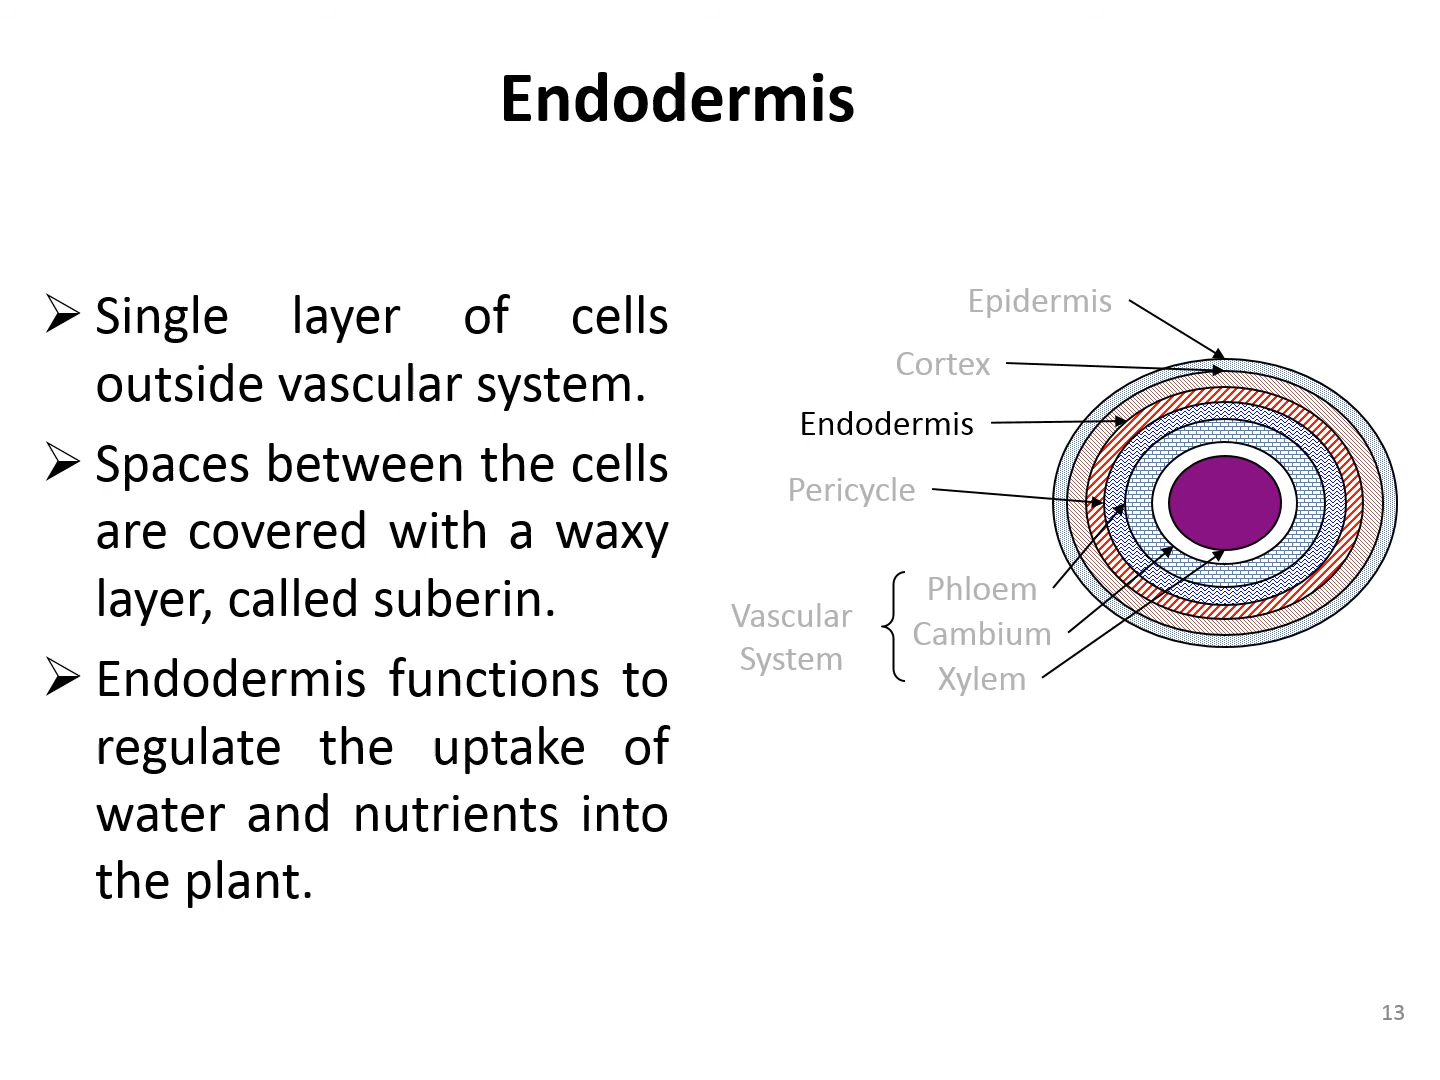 Endodermis
Single layer of cells
outside vascular system.
Spaces between the cells
are covered with a waxy
layer, called suberin.
Endodermis functions to
regulate the uptake of
water and nutrients into
the plant.
Epidermis
Cortex
Endodermis
Pericycle
Vascular
System
Phloem
Cambium
Xylem
13